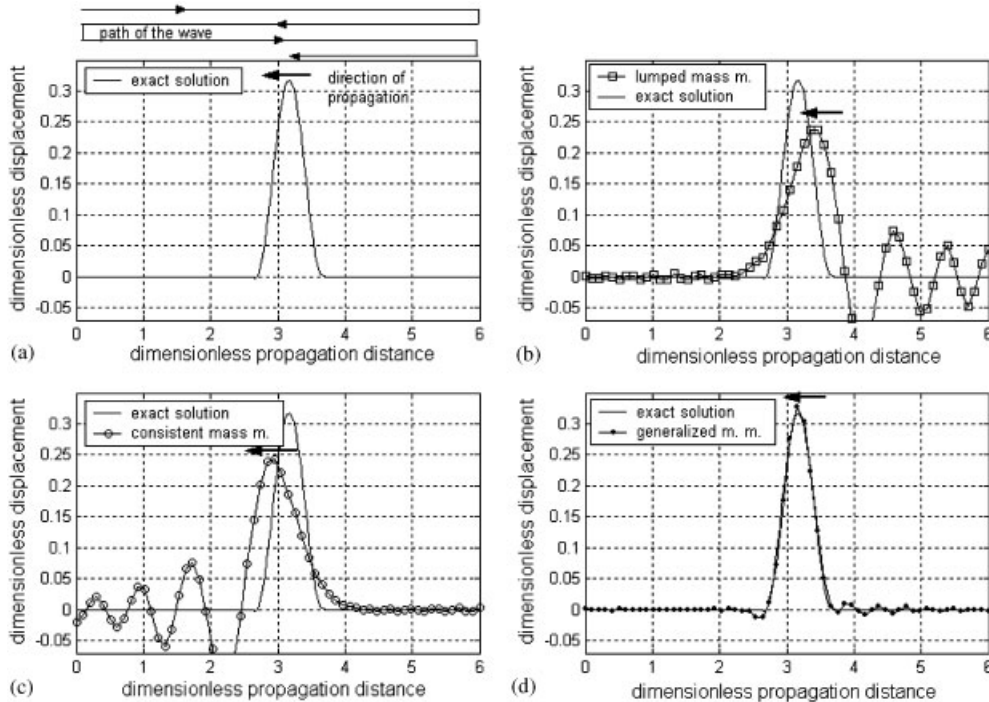 path of the wave
dimensionless displacement
0.3
0.25
0.2
0.15
0.1
0.05
0
-0.05
exact solution
direction of
propagation
0 1 2 3 4 5 6
(a)
dimensionless propagation distance
dimensionless displacement
0.3
0.25
0.2
0.15
0.1
0.05
0
-0.05
lumped mass m.
exact solution
0 1 2 3 4 5 6
(b)
dimensionless propagation distance
dimensionless displacement
0.3
0.25
0.2
0.15
0.1
0.05
0
-0.05
exact solution
consistent mass m.
0 1 2 3 4 5 6
(c)
dimensionless propagation distance
dimensionless displacement
0.3
0.25
0.2
0.15
0.1
0.05
0
-0.05
exact solution
generalized m. m.
0 1 2 3 4 5 6
(d)
dimensionless propagation distance